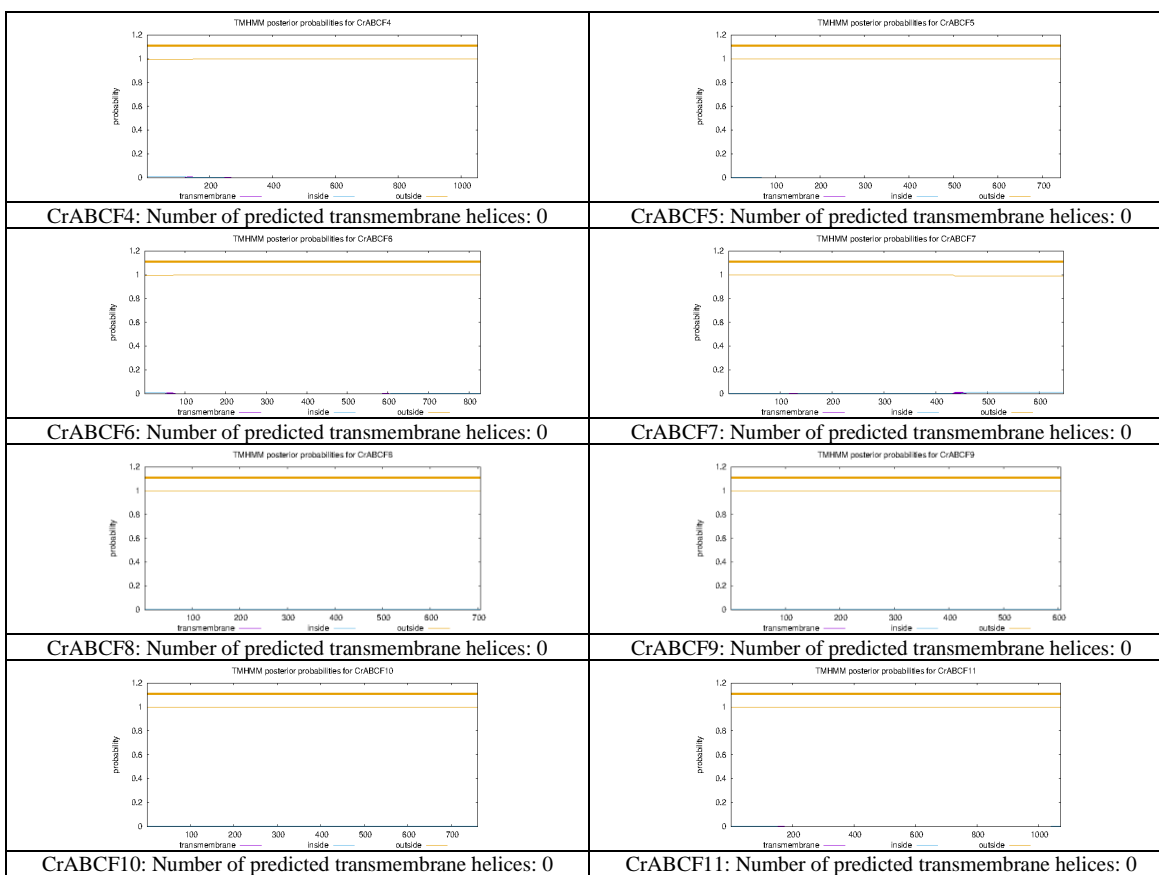 TMHMM posterior probabilities for CrABCF4
1.2
1
0.8
0.6
0.4
0.2
0
probability
200
400
600
800
1000
transmembrane
inside
outside
CrABCF4: Number of predicted transmembrane helices: 0
TMHMM posterior probabilities for CrABCF5
1.2
1
0.8
0.6
0.4
0.2
0
probability
100
200
300
400
500
600
700
transmembrane
inside
outside
CrABCF5: Number of predicted transmembrane helices: 0
TMHMM posterior probabilities for CrABCF6
1.2
1
0.8
0.6
0.4
0.2
0
probability
100
200
300
400
500
600
700
800
transmembrane
inside
outside
CrABCF6: Number of predicted transmembrane helices: 0
TMHMM posterior probabilities for CrABCF7
1.2
1
0.8
0.6
0.4
0.2
0
probability
100
200
300
400
500
600
transmembrane
inside
outside
CrABCF7: Number of predicted transmembrane helices: 0
TMHMM posterior probabilities for CrABCF8
1.2
1
0.8
0.6
0.4
0.2
0
probability
100
200
300
400
500
600
700
transmembrane
inside
outside
CrABCF8: Number of predicted transmembrane helices: 0
TMHMM posterior probabilities for CrABCF9
1.2
1
0.8
0.6
0.4
0.2
0
probability
100
200
300
400
500
600
transmembrane
inside
outside
CrABCF9: Number of predicted transmembrane helices: 0
TMHMM posterior probabilities for CrABCF10
1.2
1
0.8
0.6
0.4
0.2
0
probability
100
200
300
400
500
600
700
transmembrane
inside
outside
CrABCF10: Number of predicted transmembrane helices: 0
TMHMM posterior probabilities for CrABCF11
1.2
1
0.8
0.6
0.4
0.2
0
probability
200
400
600
800
1000
transmembrane
inside
outside
CrABCF11: Number of predicted transmembrane helices: 0